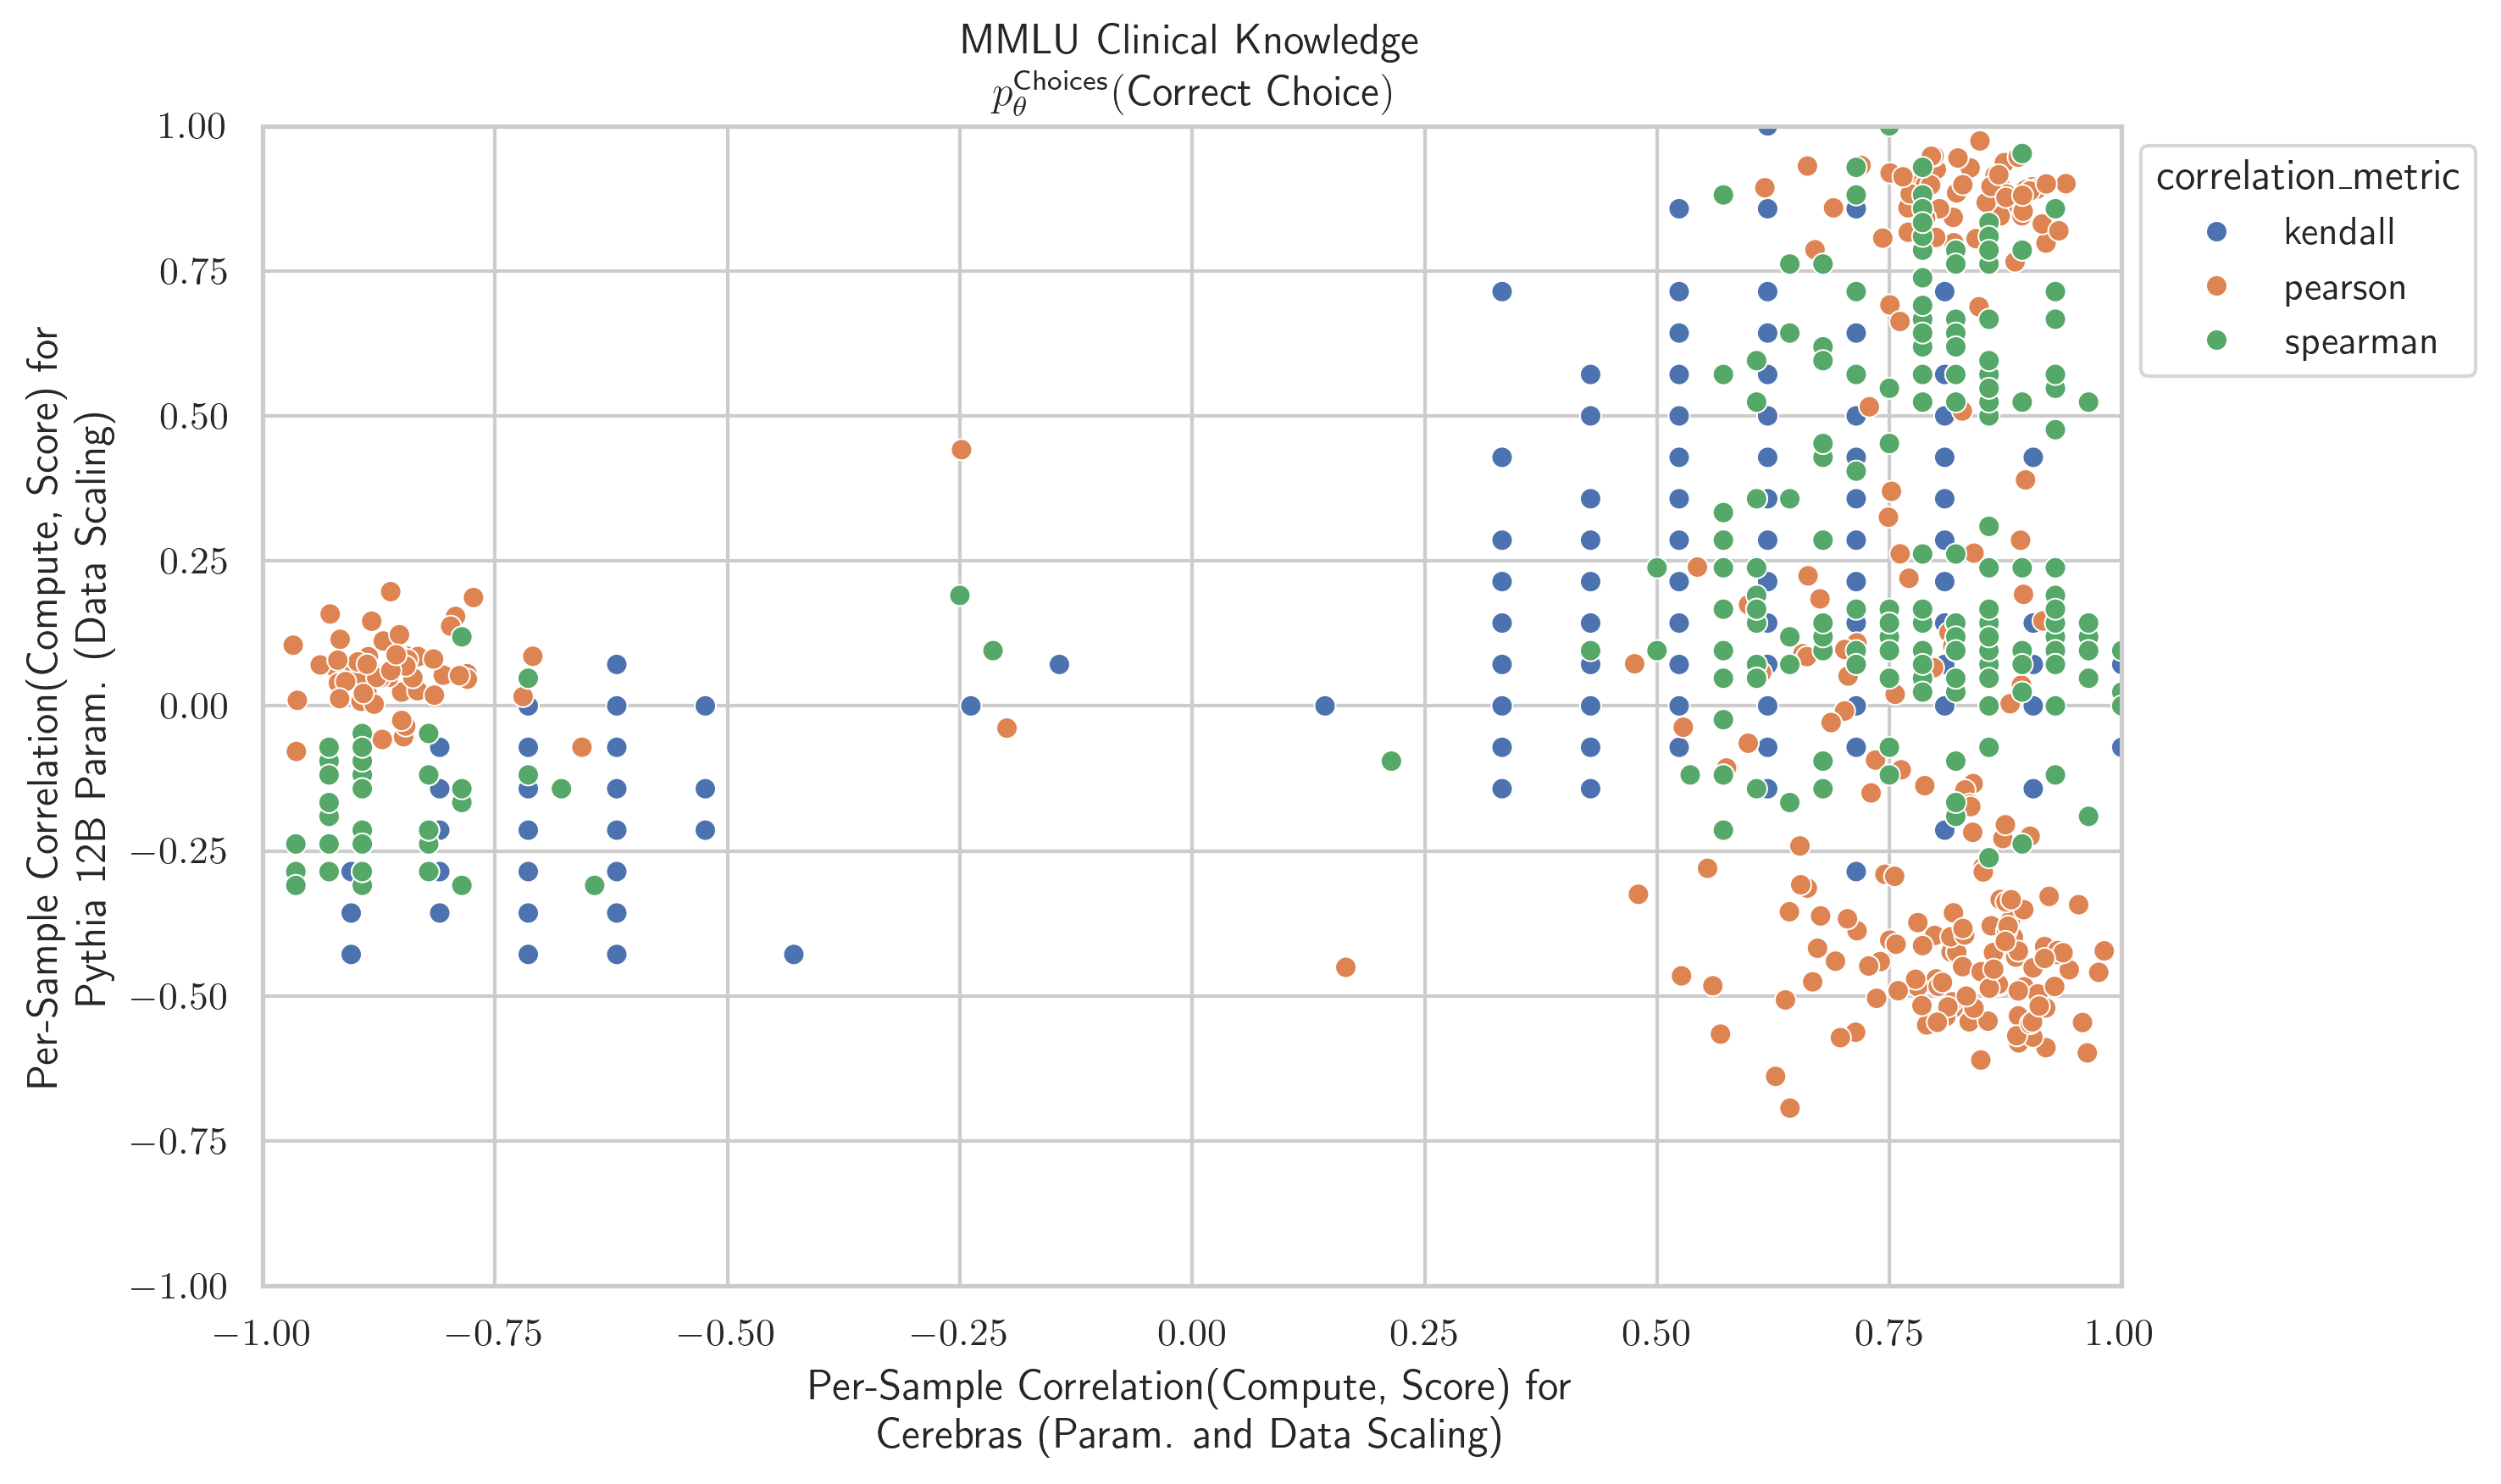 MMLU Clinical Knowledge
p_θ^Choices(Correct Choice)
1.00
0.75
0.50
0.25
0.00
−0.25
−0.50
−0.75
−1.00
Per-Sample Correlation(Compute, Score) for
Pythia 12B Param. (Data Scaling)
correlation_metric
kendall
pearson
spearman
−1.00 −0.75 −0.50 −0.25 0.00 0.25 0.50 0.75 1.00
Per-Sample Correlation(Compute, Score) for
Cerebras (Param. and Data Scaling)